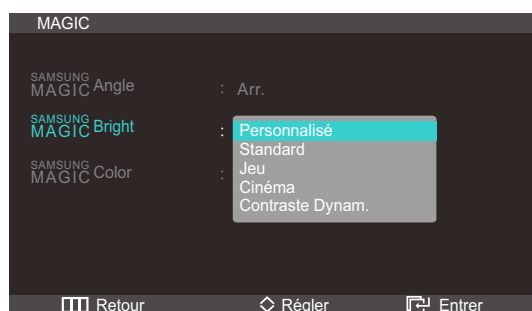 MAGIC
SAMSUNG
MAGIC Angle : Arr.
SAMSUNG
MAGIC Bright : Personnalisé
Standard
Jeu
SAMSUNG
MAGIC Color :
Cinéma
Contraste Dynam.
Retour Régler Entrer